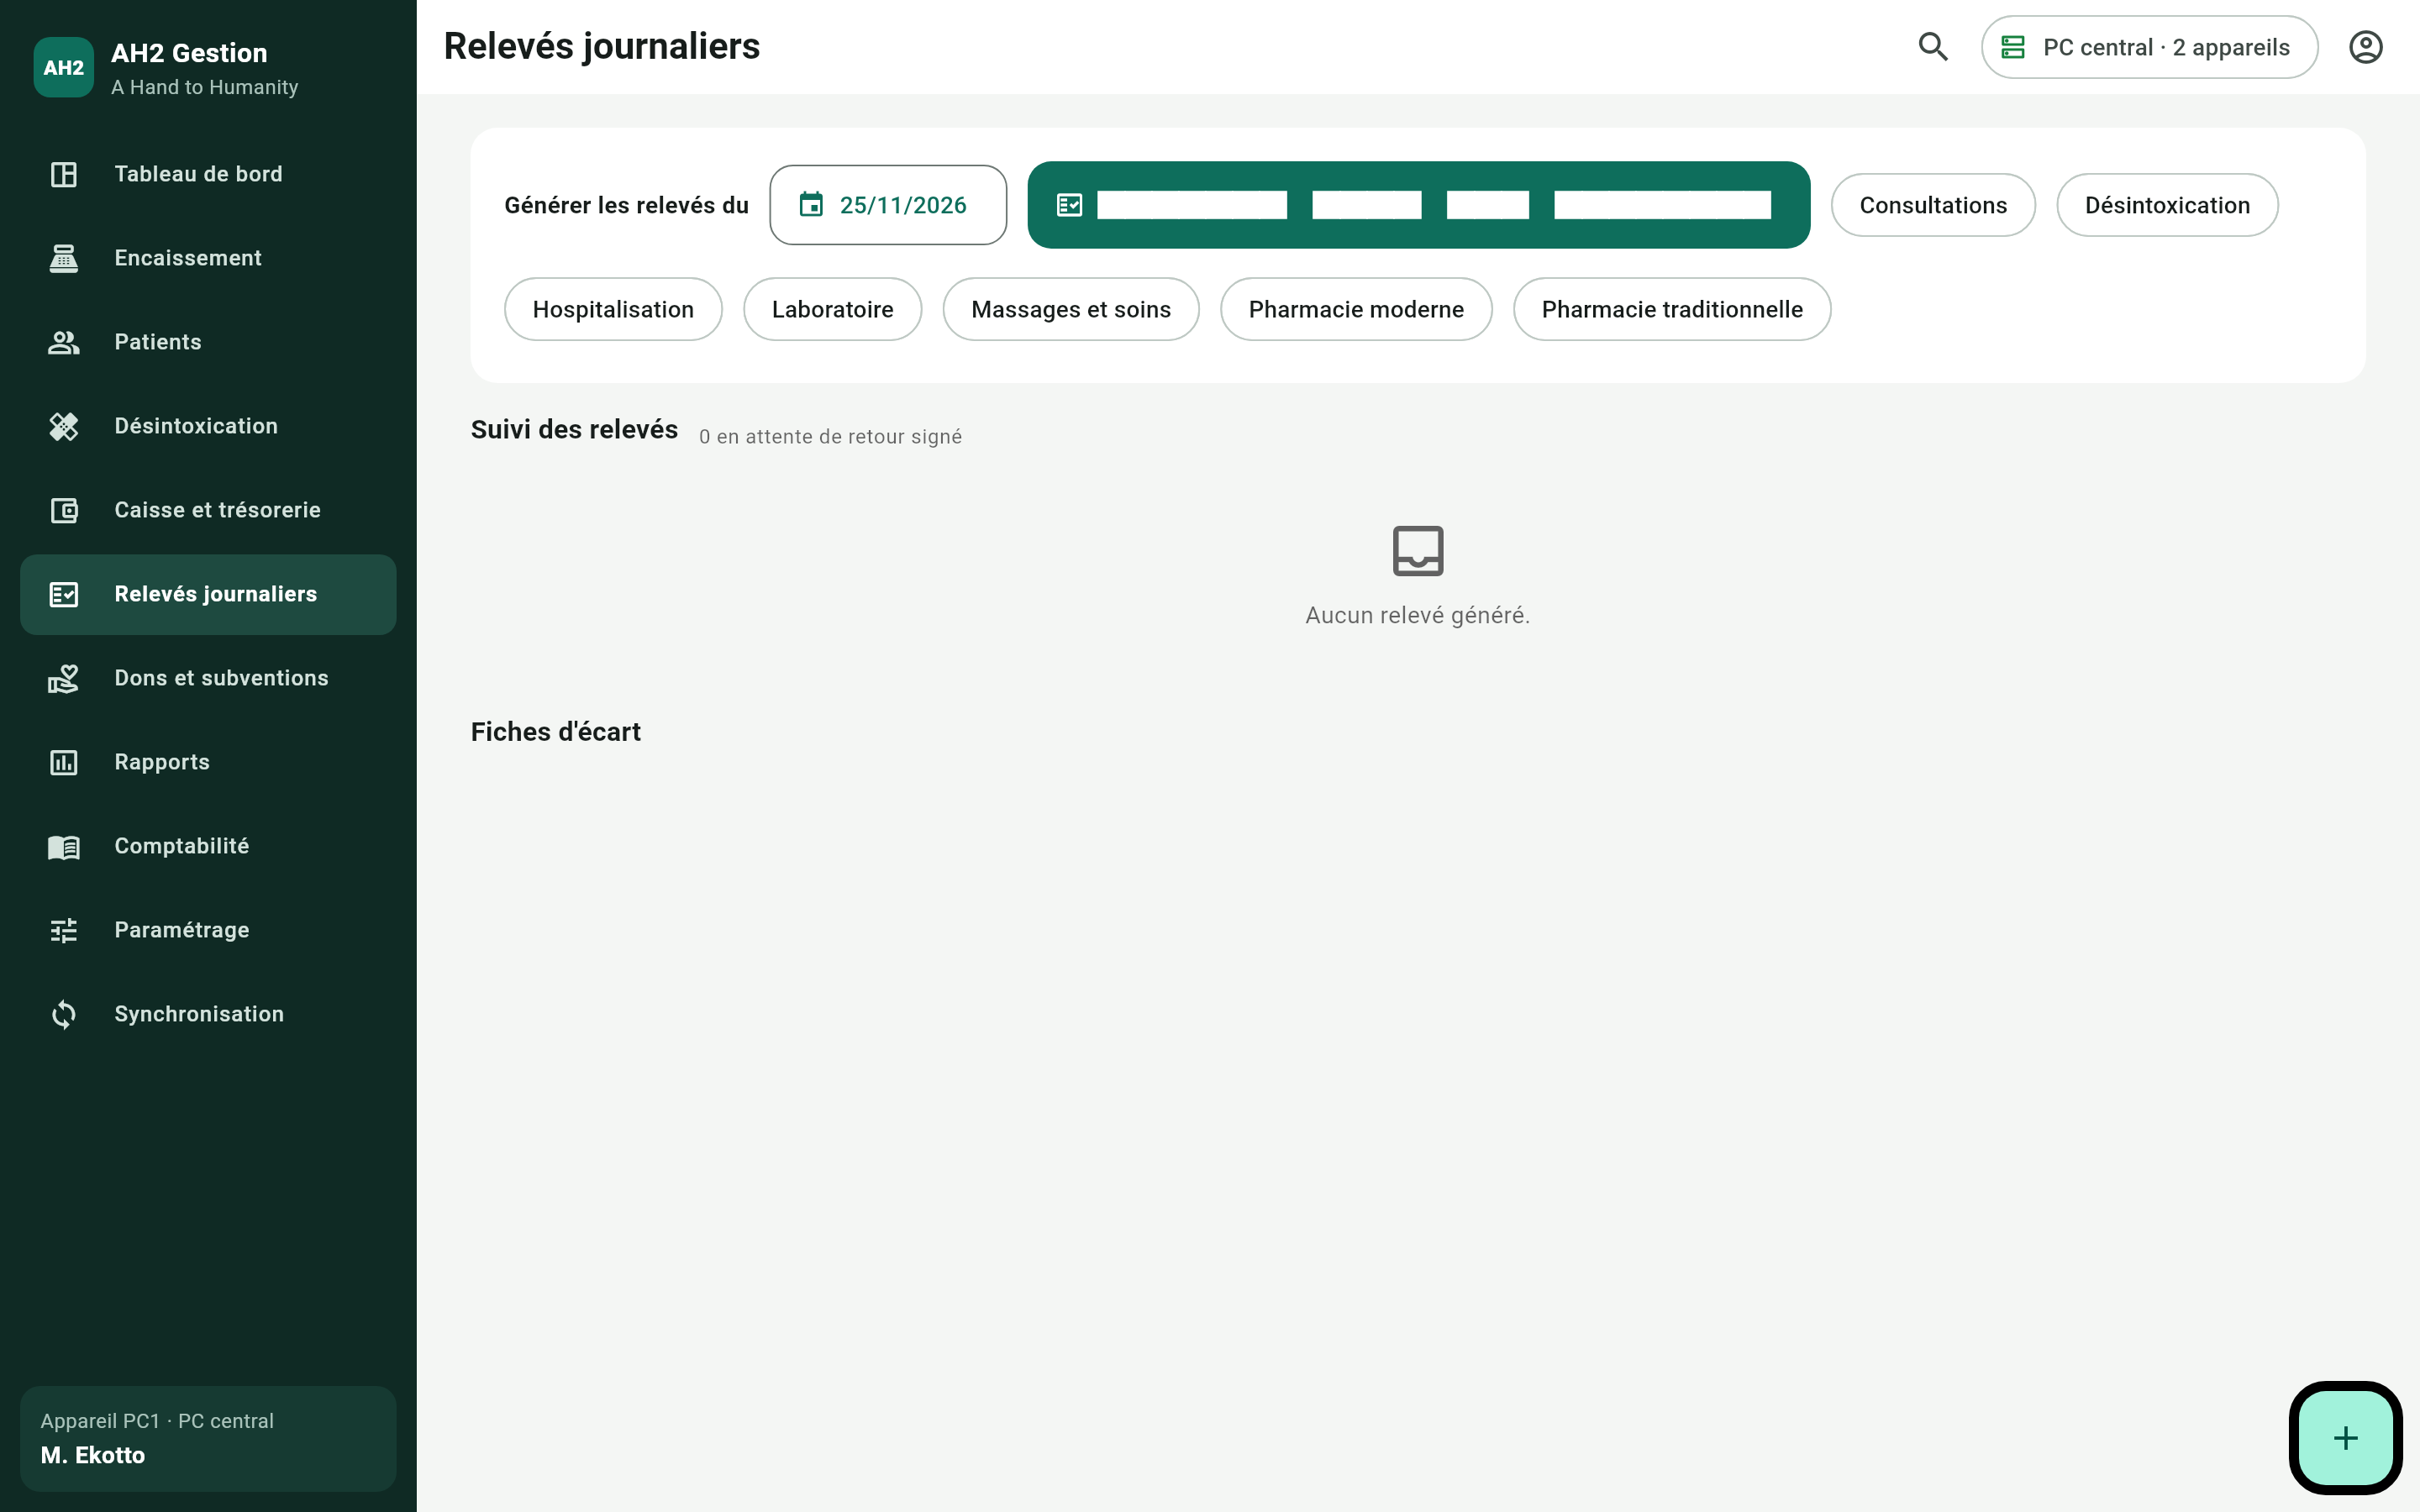 AH2
AH2 Gestion
A Hand to Humanity
Tableau de bord
Encaissement
Patients
Désintoxication
Caisse et trésorerie
Relevés journaliers
Dons et subventions
Rapports
Comptabilité
Paramétrage
Synchronisation
Appareil PC1 · PC central
M. Ekotto
Relevés journaliers
PC central · 2 appareils
Générer les relevés du
25/11/2026
Consultations
Désintoxication
Hospitalisation
Laboratoire
Massages et soins
Pharmacie moderne
Pharmacie traditionnelle
Suivi des relevés
0 en attente de retour signé
Aucun relevé généré.
Fiches d'écart